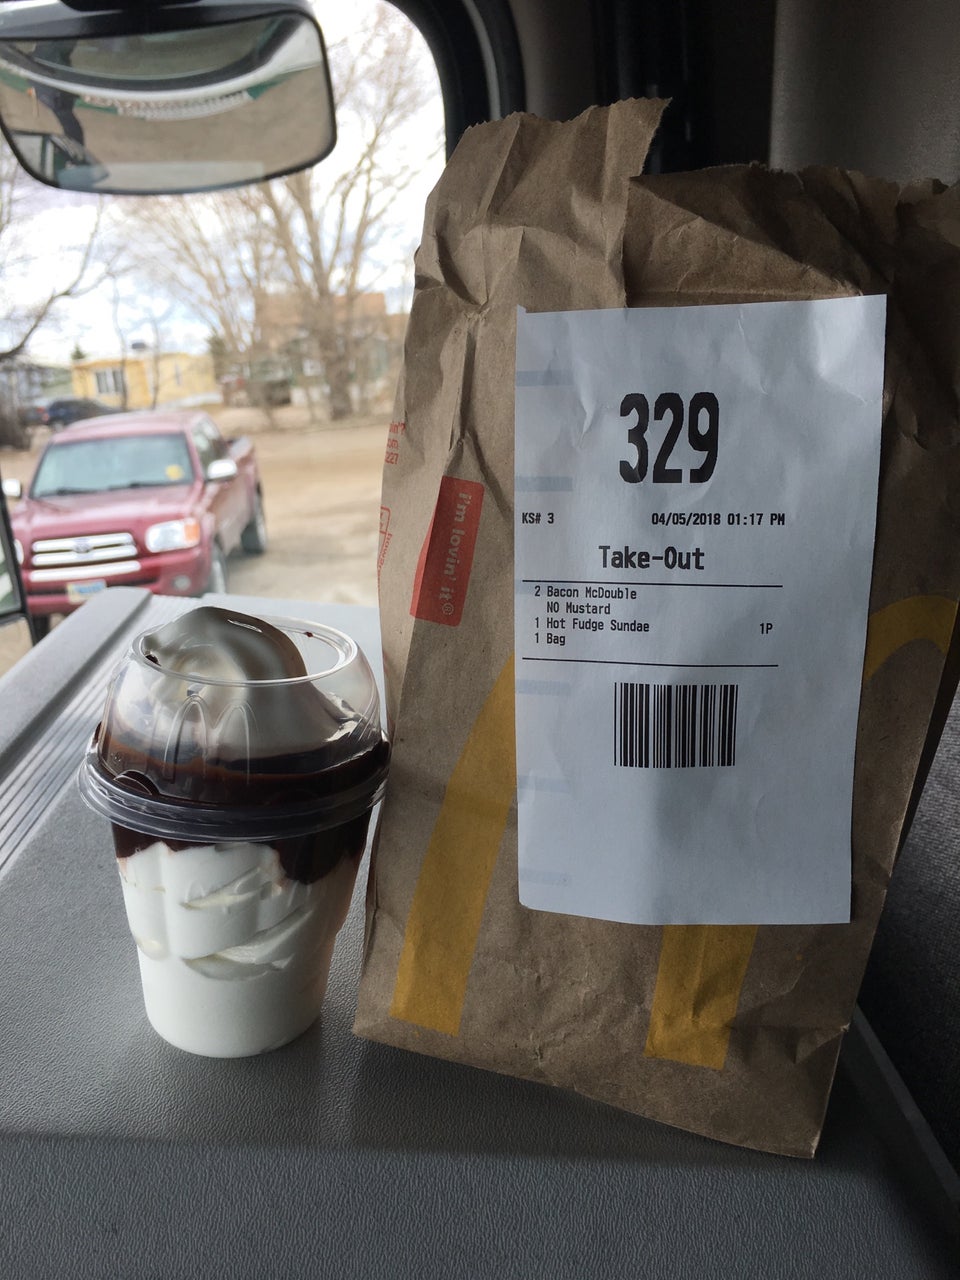 329
KS# 3 04/05/2018 01:17 PM
Take-Out
2 Bacon McDouble
NO Mustard
1 Hot Fudge Sundae 1P
1 Bag
i'm lovin' it®